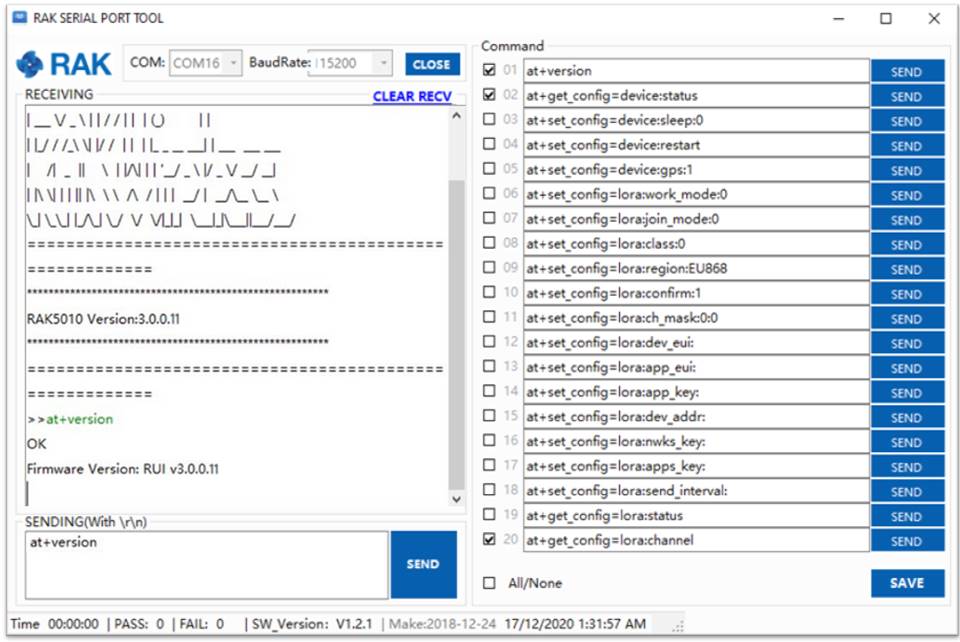 RAK SERIAL PORT TOOL
RAK
COM: COM16 BaudRate: 115200 CLOSE
RECEIVING CLEAR RECV
=============================================
=============
******************************************************
RAK5010 Version:3.0.0.11
******************************************************
=============================================
=============
>>at+version
OK
Firmware Version: RUI v3.0.0.11
SENDING(With \r\n)
at+version
SEND
Command
01 at+version SEND
02 at+get_config=device:status SEND
03 at+set_config=device:sleep:0 SEND
04 at+set_config=device:restart SEND
05 at+set_config=device:gps:1 SEND
06 at+set_config=lora:work_mode:0 SEND
07 at+set_config=lora:join_mode:0 SEND
08 at+set_config=lora:class:0 SEND
09 at+set_config=lora:region:EU868 SEND
10 at+set_config=lora:confirm:1 SEND
11 at+set_config=lora:ch_mask:0:0 SEND
12 at+set_config=lora:dev_eui: SEND
13 at+set_config=lora:app_eui: SEND
14 at+set_config=lora:app_key: SEND
15 at+set_config=lora:dev_addr: SEND
16 at+set_config=lora:nwks_key: SEND
17 at+set_config=lora:apps_key: SEND
18 at+set_config=lora:send_interval: SEND
19 at+get_config=lora:status SEND
20 at+get_config=lora:channel SEND
All/None SAVE
Time 00:00:00 | PASS: 0 | FAIL: 0 | SW_Version: V1.2.1 | Make:2018-12-24 17/12/2020 1:31:57 AM